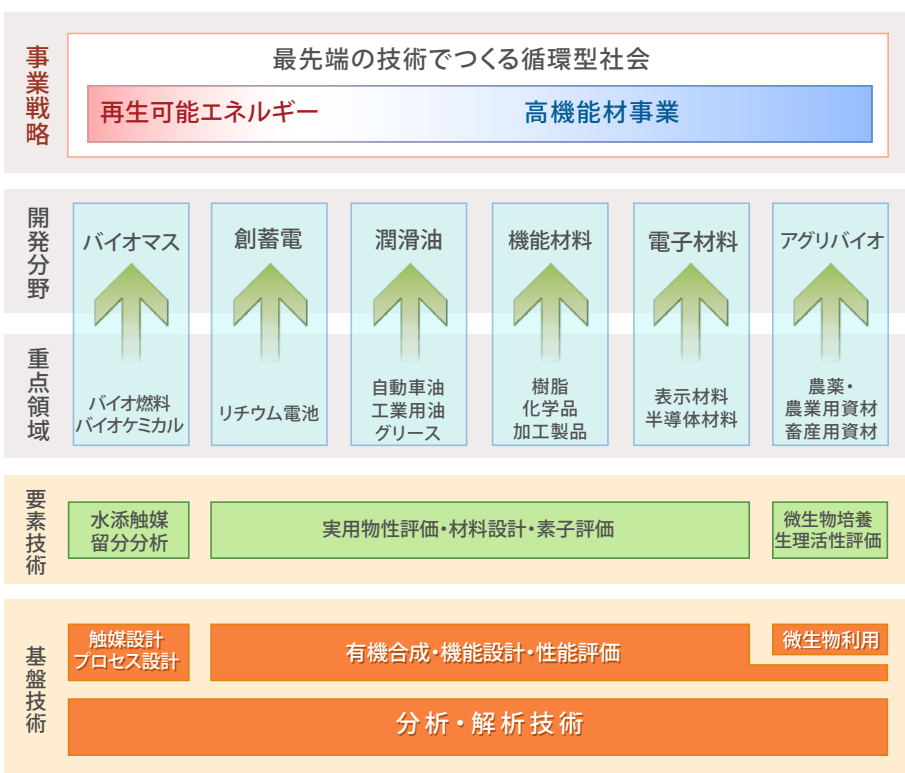 事業戦略
最先端の技術でつくる循環型社会
再生可能エネルギー
高機能材事業
開発分野
バイオマス
創蓄電
潤滑油
機能材料
電子材料
アグリバイオ
重点領域
バイオ燃料
バイオケミカル
リチウム電池
自動車油
工業用油
グリース
樹脂
化学品
加工製品
表示材料
半導体材料
農薬・
農業用資材
畜産用資材
要素技術
水添触媒
留分分析
実用物性評価・材料設計・素子評価
微生物培養
生理活性評価
基盤技術
触媒設計
プロセス設計
有機合成・機能設計・性能評価
微生物利用
分析・解析技術